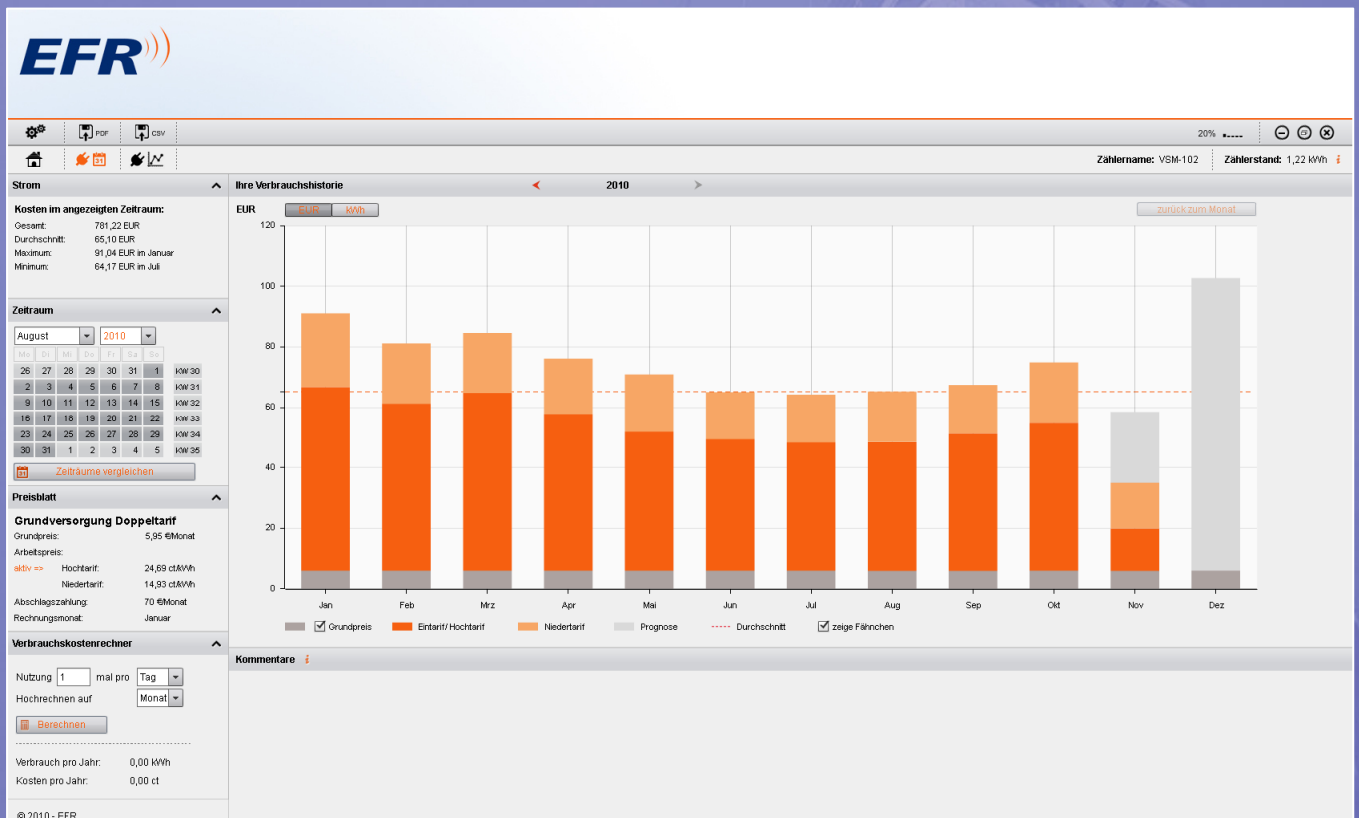 EFR
PDF
CSV
20%
31
Zählername: VSM-102
Zählerstand: 1,22 kWh i
Strom
Kosten im angezeigten Zeitraum:
Gesamt: 781,22 EUR
Durchschnitt: 65,10 EUR
Maximum: 91,04 EUR im Januar
Minimum: 64,17 EUR im Juli
Zeitraum
August 2010
Mo Di Mi Do Fr Sa So
26 27 28 29 30 31 1 KW 30
2 3 4 5 6 7 8 KW 31
9 10 11 12 13 14 15 KW 32
16 17 18 19 20 21 22 KW 33
23 24 25 26 27 28 29 KW 34
30 31 1 2 3 4 5 KW 35
31 Zeiträume vergleichen
Preisblatt
Grundversorgung Doppeltarif
Grundpreis: 5,95 €/Monat
Arbeitspreis:
aktiv => Hochtarif: 24,69 ct/kWh
Niedertarif: 14,93 ct/kWh
Abschlagszahlung: 70 €/Monat
Rechnungsmonat: Januar
Verbrauchskostenrechner
Nutzung 1 mal pro Tag
Hochrechnen auf Monat
Berechnen
Verbrauch pro Jahr: 0,00 kWh
Kosten pro Jahr: 0,00 ct
© 2010 - EFR
Ihre Verbrauchshistorie
2010
EUR
EUR kWh
zurück zum Monat
120
100
80
60
40
20
0
Jan Feb Mrz Apr Mai Jun Jul Aug Sep Okt Nov Dez
Grundpreis Eintarif/ Hochtarif Niedertarif Prognose Durchschnitt zeige Fähnchen
Kommentare i